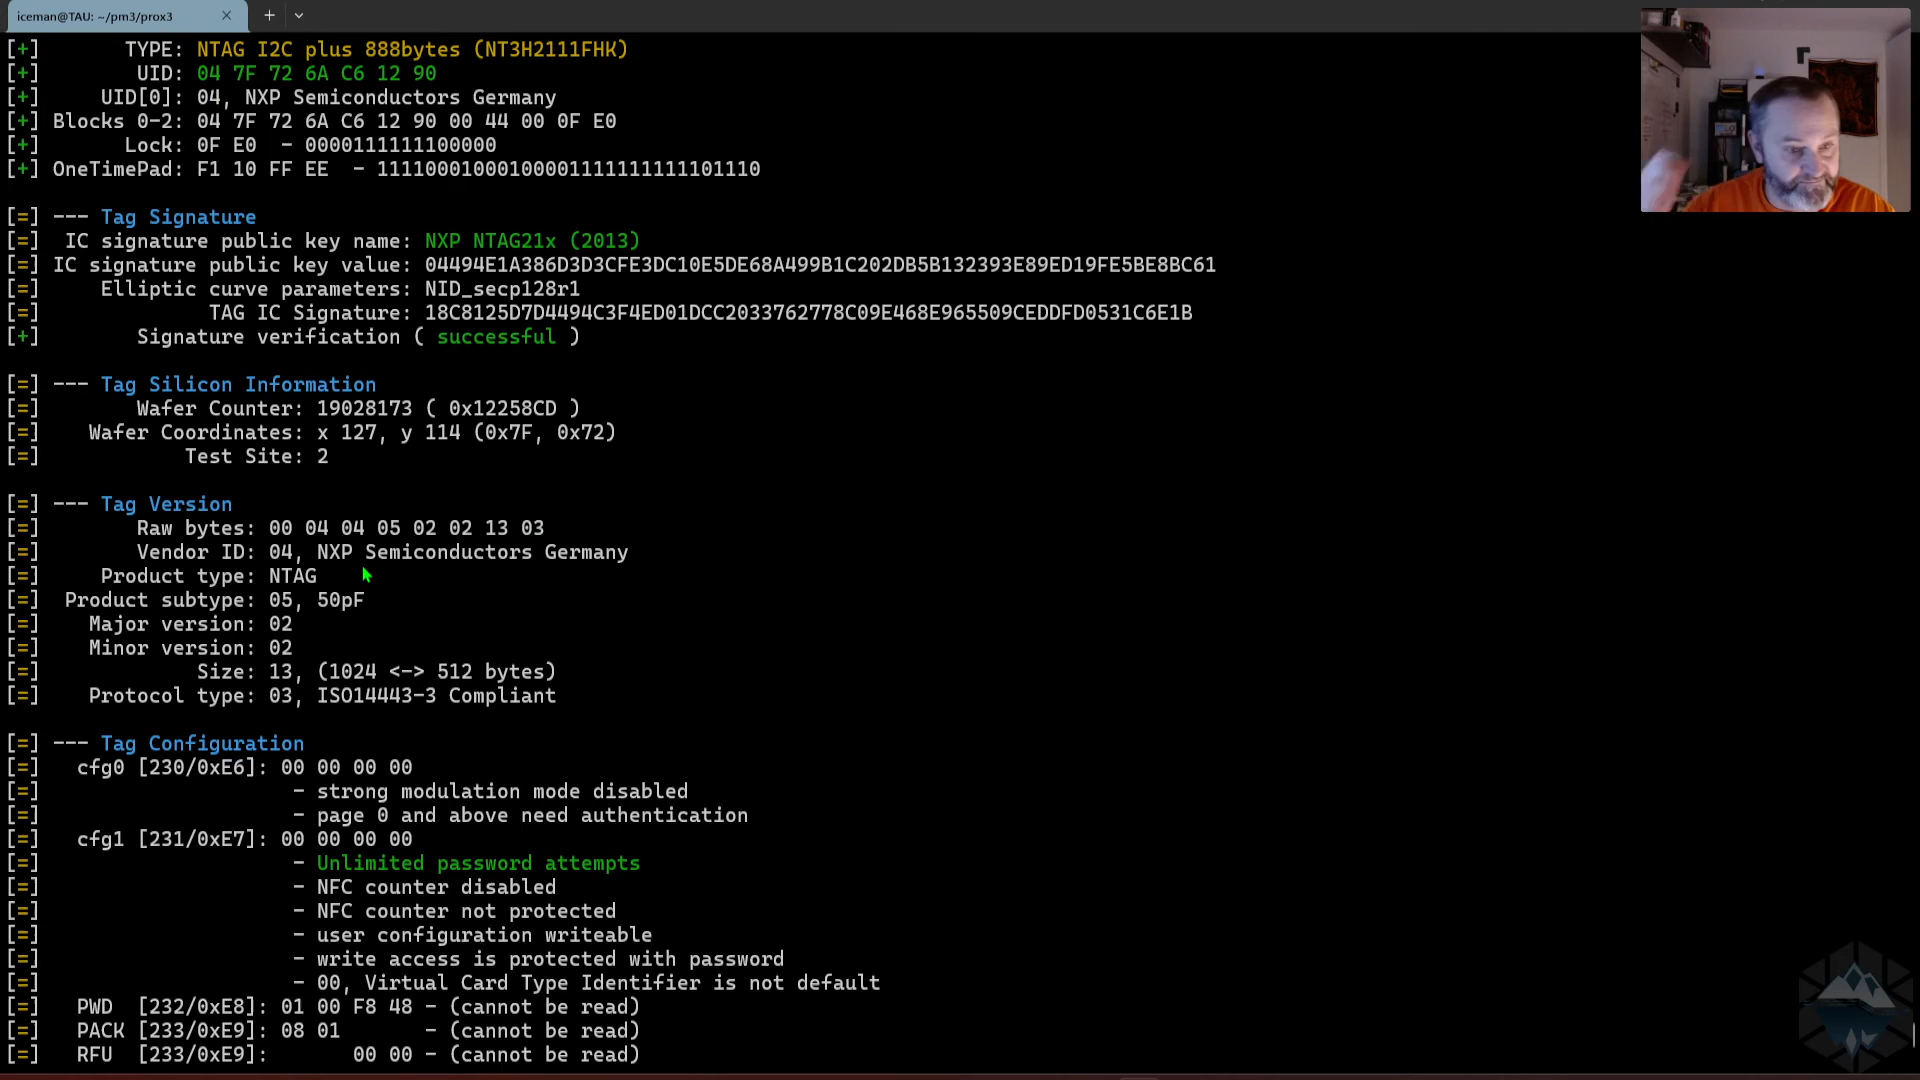 iceman@TAU: ~/pm3/prox3
[+]       TYPE: NTAG I2C plus 888bytes (NT3H2111FHK)
[+]        UID: 04 7F 72 6A C6 12 90
[+]     UID[0]: 04, NXP Semiconductors Germany
[+] Blocks 0-2: 04 7F 72 6A C6 12 90 00 44 00 0F E0
[+]       Lock: 0F E0  - 0000111111100000
[+] OneTimePad: F1 10 FF EE  - 11110001000100001111111111101110
[=] --- Tag Signature
[=]  IC signature public key name: NXP NTAG21x (2013)
[=] IC signature public key value: 04494E1A386D3D3CFE3DC10E5DE68A499B1C202DB5B132393E89ED19FE5BE8BC61
[=]     Elliptic curve parameters: NID_secp128r1
[=]              TAG IC Signature: 18C8125D7D4494C3F4ED01DCC2033762778C09E468E965509CEDDFD0531C6E1B
[+]        Signature verification ( successful )
[=] --- Tag Silicon Information
[=]        Wafer Counter: 19028173 ( 0x12258CD )
[=]    Wafer Coordinates: x 127, y 114 (0x7F, 0x72)
[=]            Test Site: 2
[=] --- Tag Version
[=]        Raw bytes: 00 04 04 05 02 02 13 03
[=]        Vendor ID: 04, NXP Semiconductors Germany
[=]     Product type: NTAG
[=]  Product subtype: 05, 50pF
[=]    Major version: 02
[=]    Minor version: 02
[=]             Size: 13, (1024 <-> 512 bytes)
[=]    Protocol type: 03, ISO14443-3 Compliant
[=] --- Tag Configuration
[=]   cfg0 [230/0xE6]: 00 00 00 00
[=]                     - strong modulation mode disabled
[=]                     - page 0 and above need authentication
[=]   cfg1 [231/0xE7]: 00 00 00 00
[=]                     - Unlimited password attempts
[=]                     - NFC counter disabled
[=]                     - NFC counter not protected
[=]                     - user configuration writeable
[=]                     - write access is protected with password
[=]                     - 00, Virtual Card Type Identifier is not default
[=]   PWD  [232/0xE8]: 01 00 F8 48 - (cannot be read)
[=]   PACK [233/0xE9]: 08 01       - (cannot be read)
[=]   RFU  [233/0xE9]:       00 00 - (cannot be read)